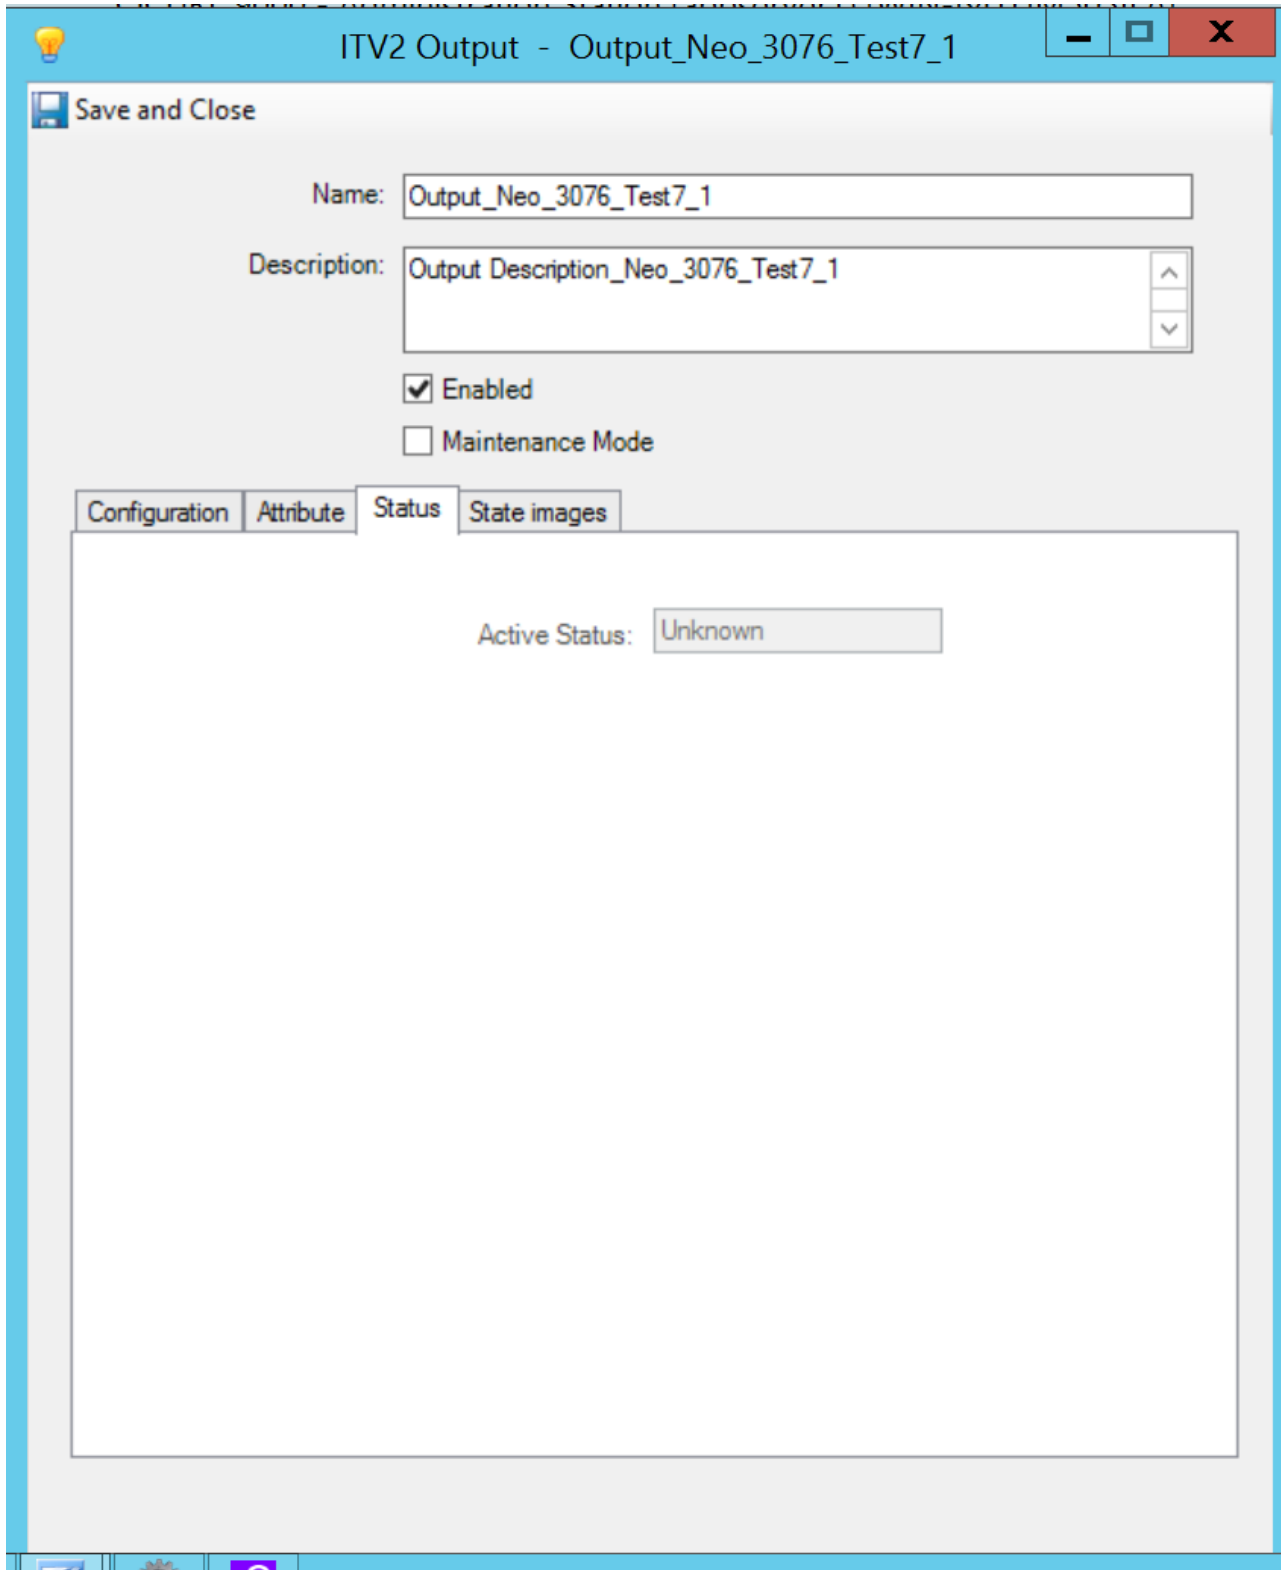 ITV2 Output - Output_Neo_3076_Test7_1
Save and Close
Name: Output_Neo_3076_Test7_1
Description: Output Description_Neo_3076_Test7_1
Enabled
Maintenance Mode
Configuration Attribute Status State images
Active Status: Unknown